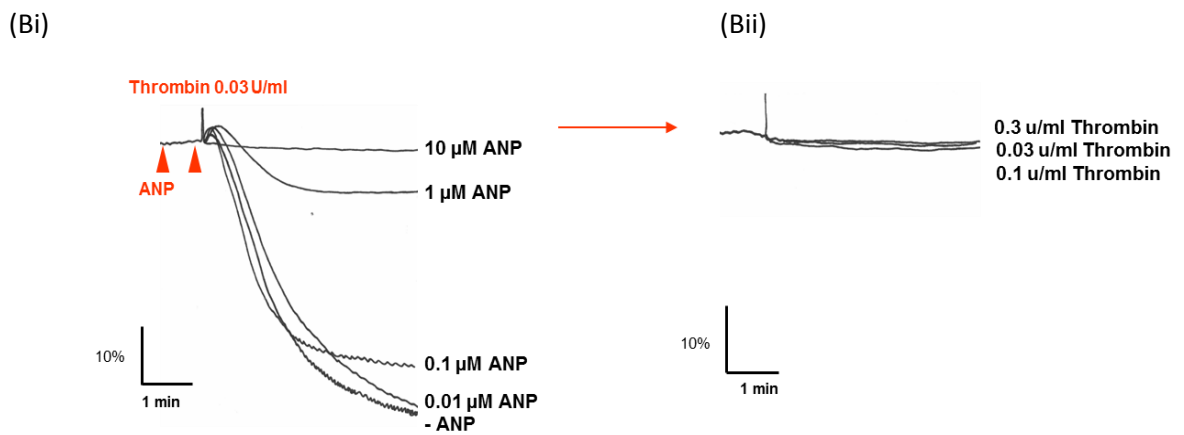 (Bi)
(Bii)
Thrombin 0.03 U/ml
10 µM ANP
ANP
1 µM ANP
0.3 u/ml Thrombin
0.03 u/ml Thrombin
0.1 u/ml Thrombin
10%
1 min
0.1 µM ANP
0.01 µM ANP
- ANP
10%
1 min